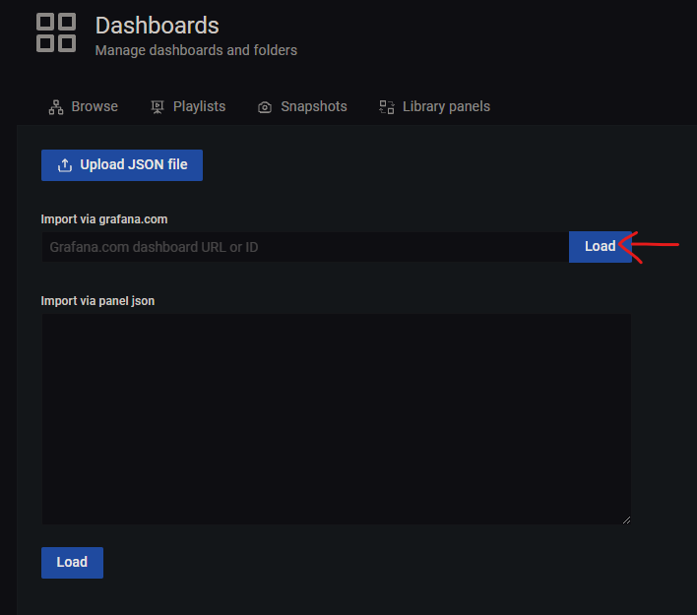 Dashboards
Manage dashboards and folders
Browse Playlists Snapshots Library panels
Upload JSON file
Import via grafana.com
Grafana.com dashboard URL or ID Load
Import via panel json
Load